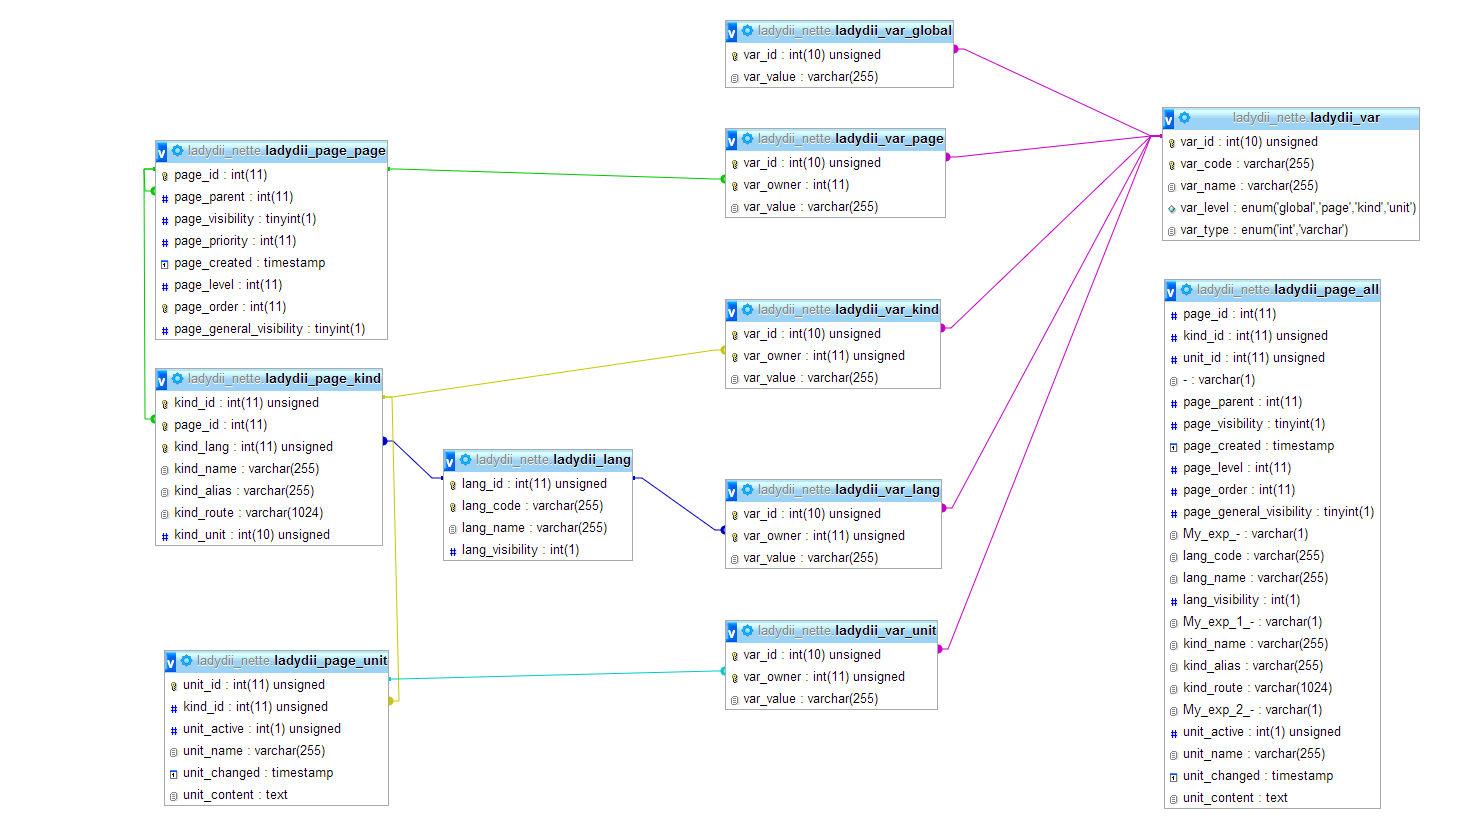 ladydii_nette.ladydii_var_global
var_id : int(10) unsigned
var_value : varchar(255)
ladydii_nette.ladydii_var
var_id : int(10) unsigned
var_code : varchar(255)
var_name : varchar(255)
var_level : enum('global','page','kind','unit')
var_type : enum('int','varchar')
ladydii_nette.ladydii_var_page
var_id : int(10) unsigned
var_owner : int(11)
var_value : varchar(255)
ladydii_nette.ladydii_page_page
page_id : int(11)
page_parent : int(11)
page_visibility : tinyint(1)
page_priority : int(11)
page_created : timestamp
page_level : int(11)
page_order : int(11)
page_general_visibility : tinyint(1)
ladydii_nette.ladydii_page_all
page_id : int(11)
kind_id : int(11) unsigned
unit_id : int(11) unsigned
- : varchar(1)
page_parent : int(11)
page_visibility : tinyint(1)
page_created : timestamp
page_level : int(11)
page_order : int(11)
page_general_visibility : tinyint(1)
My_exp_- : varchar(1)
lang_code : varchar(255)
lang_name : varchar(255)
lang_visibility : int(1)
My_exp_1_- : varchar(1)
kind_name : varchar(255)
kind_alias : varchar(255)
kind_route : varchar(1024)
My_exp_2_- : varchar(1)
unit_active : int(1) unsigned
unit_name : varchar(255)
unit_changed : timestamp
unit_content : text
ladydii_nette.ladydii_var_kind
var_id : int(10) unsigned
var_owner : int(11) unsigned
var_value : varchar(255)
ladydii_nette.ladydii_page_kind
kind_id : int(11) unsigned
page_id : int(11)
kind_lang : int(11) unsigned
kind_name : varchar(255)
kind_alias : varchar(255)
kind_route : varchar(1024)
kind_unit : int(10) unsigned
ladydii_nette.ladydii_lang
lang_id : int(11) unsigned
lang_code : varchar(255)
lang_name : varchar(255)
lang_visibility : int(1)
ladydii_nette.ladydii_var_lang
var_id : int(10) unsigned
var_owner : int(11) unsigned
var_value : varchar(255)
ladydii_nette.ladydii_var_unit
var_id : int(10) unsigned
var_owner : int(11) unsigned
var_value : varchar(255)
ladydii_nette.ladydii_page_unit
unit_id : int(11) unsigned
kind_id : int(11) unsigned
unit_active : int(1) unsigned
unit_name : varchar(255)
unit_changed : timestamp
unit_content : text